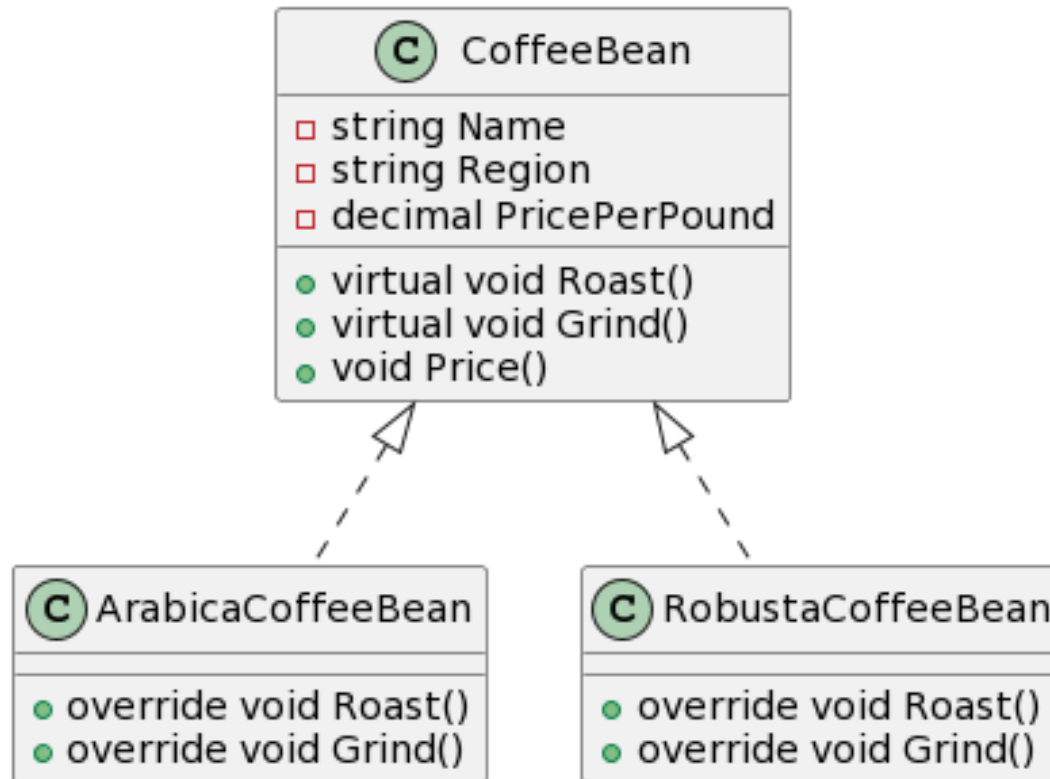 C CoffeeBean
string Name
string Region
decimal PricePerPound
virtual void Roast()
virtual void Grind()
void Price()
C ArabicaCoffeeBean
override void Roast()
override void Grind()
C RobustaCoffeeBean
override void Roast()
override void Grind()